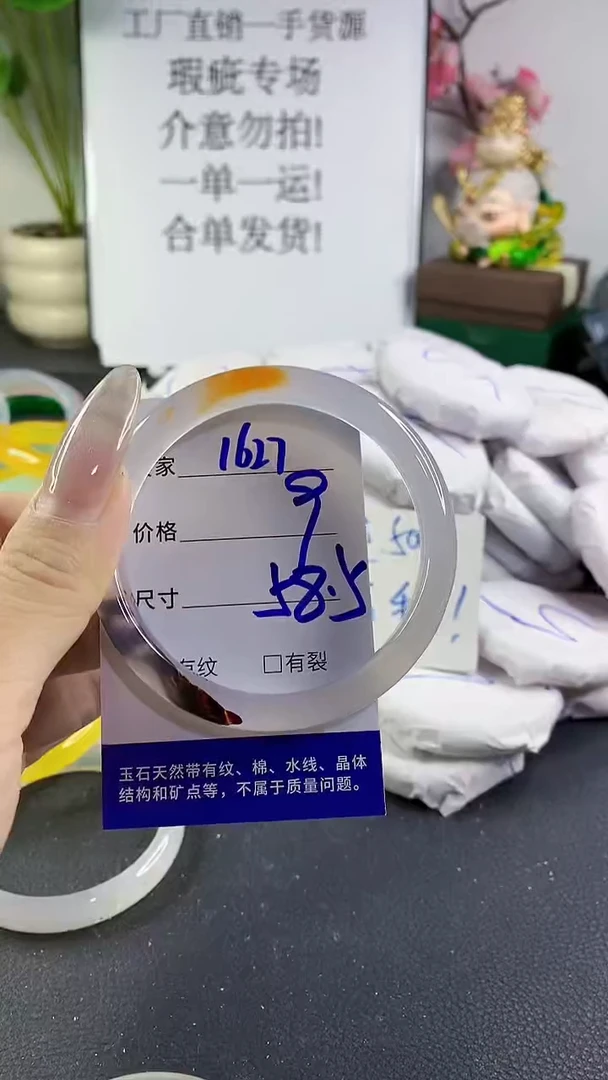 工厂直销一手货源
瑕疵专场
介意勿拍!
一单一运!
合单发货!
家 1627
价格
尺寸 58.5
有纹 □有裂
50
玉石天然带有纹、棉、水线、晶体
结构和矿点等，不属于质量问题。